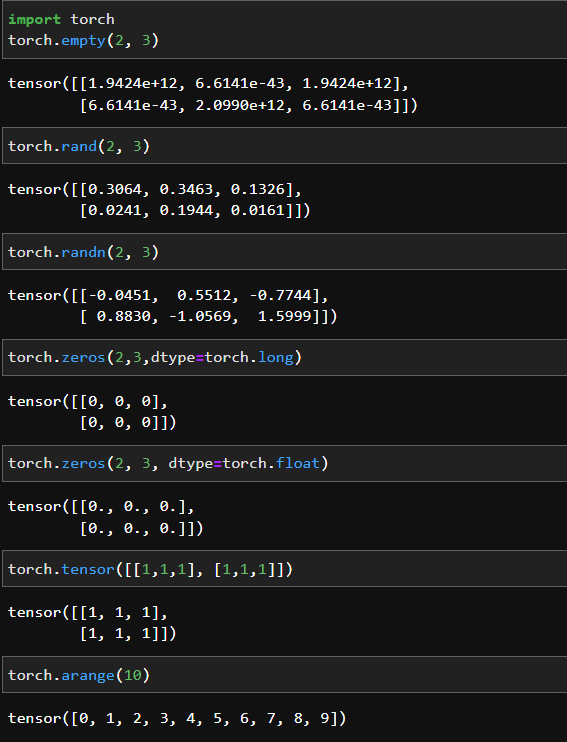 import torch
torch.empty(2, 3)
tensor([[1.9424e+12, 6.6141e-43, 1.9424e+12],
        [6.6141e-43, 2.0990e+12, 6.6141e-43]])
torch.rand(2, 3)
tensor([[0.3064, 0.3463, 0.1326],
        [0.0241, 0.1944, 0.0161]])
torch.randn(2, 3)
tensor([[-0.0451,  0.5512, -0.7744],
        [ 0.8830, -1.0569,  1.5999]])
torch.zeros(2,3,dtype=torch.long)
tensor([[0, 0, 0],
        [0, 0, 0]])
torch.zeros(2, 3, dtype=torch.float)
tensor([[0., 0., 0.],
        [0., 0., 0.]])
torch.tensor([[1,1,1], [1,1,1]])
tensor([[1, 1, 1],
        [1, 1, 1]])
torch.arange(10)
tensor([0, 1, 2, 3, 4, 5, 6, 7, 8, 9])